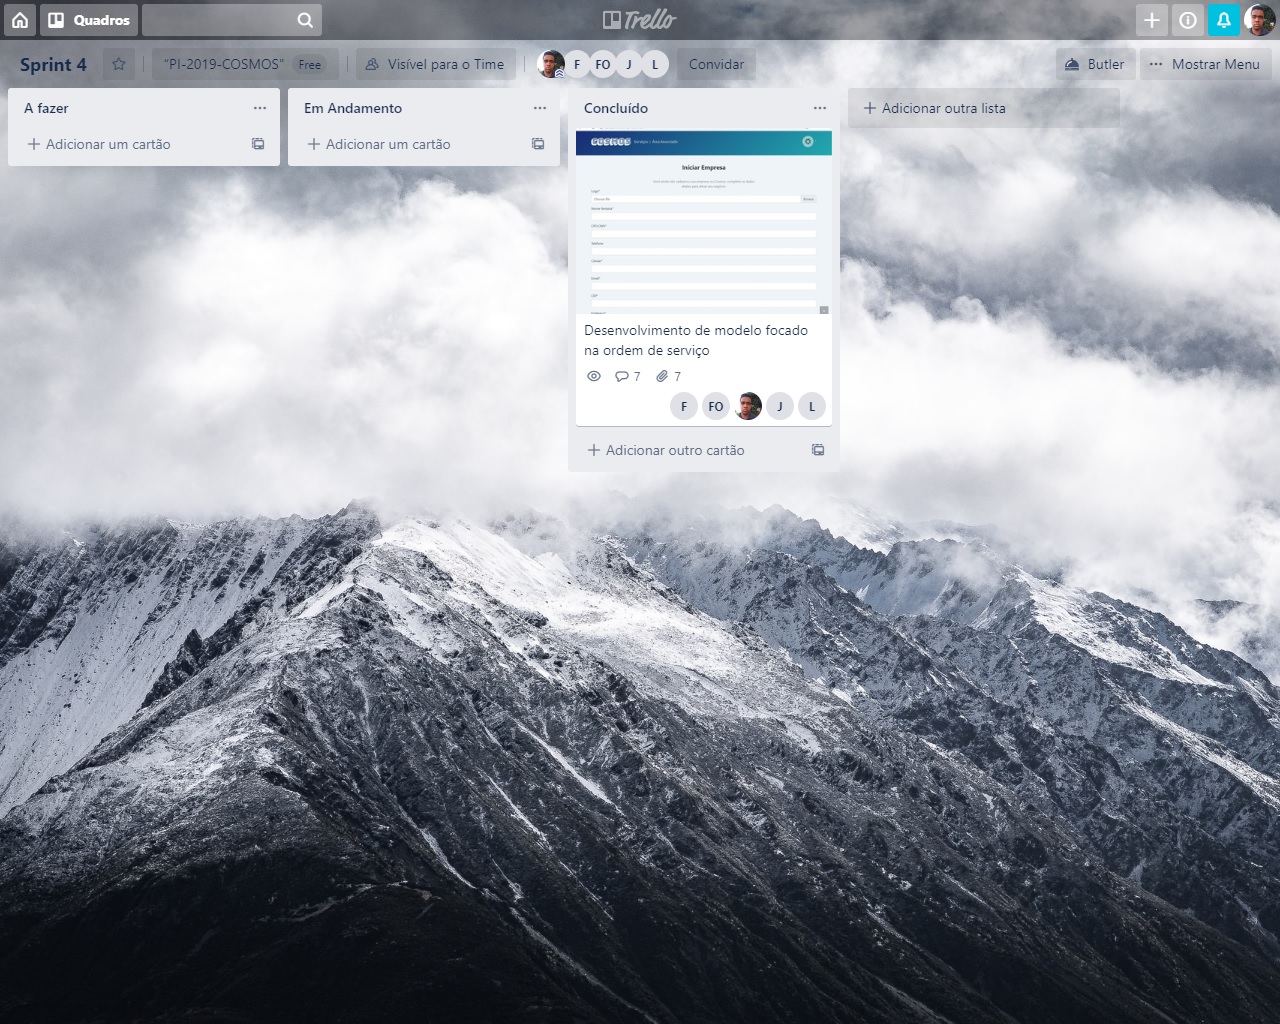 Quadros
Trello
Sprint 4
"PI-2019-COSMOS" Free
Visível para o Time
F FO J L
Convidar
Butler
Mostrar Menu
A fazer
Adicionar um cartão
Em Andamento
Adicionar um cartão
Concluído
COSMOS
Iniciar Empresa
Desenvolvimento de modelo focado
na ordem de serviço
7 7
F FO J L
Adicionar outro cartão
Adicionar outra lista